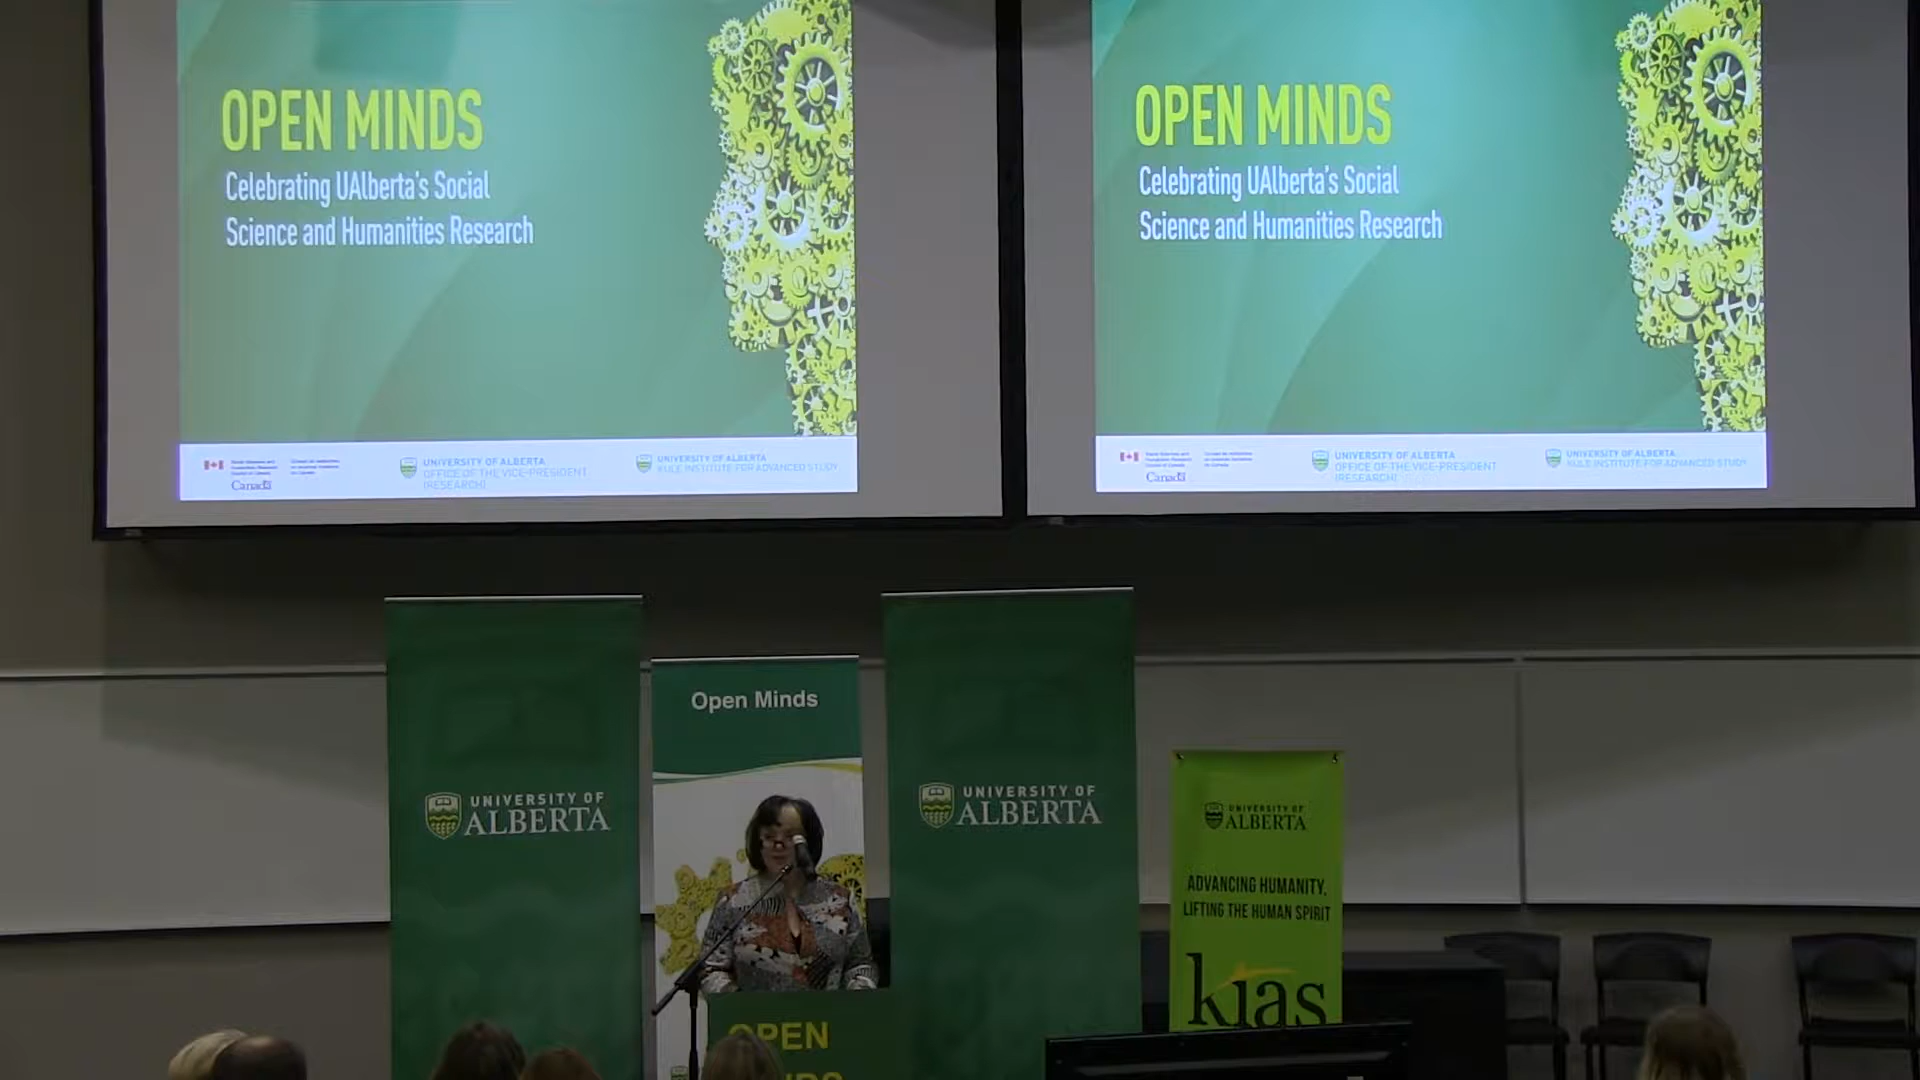 OPEN MINDS
Celebrating UAlberta's Social
Science and Humanities Research
Canada
UNIVERSITY OF ALBERTA
OFFICE OF THE VICE-PRESIDENT
(RESEARCH)
UNIVERSITY OF ALBERTA
KULE INSTITUTE FOR ADVANCED STUDY
OPEN MINDS
Celebrating UAlberta's Social
Science and Humanities Research
Canada
UNIVERSITY OF ALBERTA
OFFICE OF THE VICE-PRESIDENT
(RESEARCH)
UNIVERSITY OF ALBERTA
KULE INSTITUTE FOR ADVANCED STUDY
UNIVERSITY OF
ALBERTA
Open Minds
UNIVERSITY OF
ALBERTA
UNIVERSITY OF
ALBERTA
ADVANCING HUMANITY,
LIFTING THE HUMAN SPIRIT
kias
OPEN